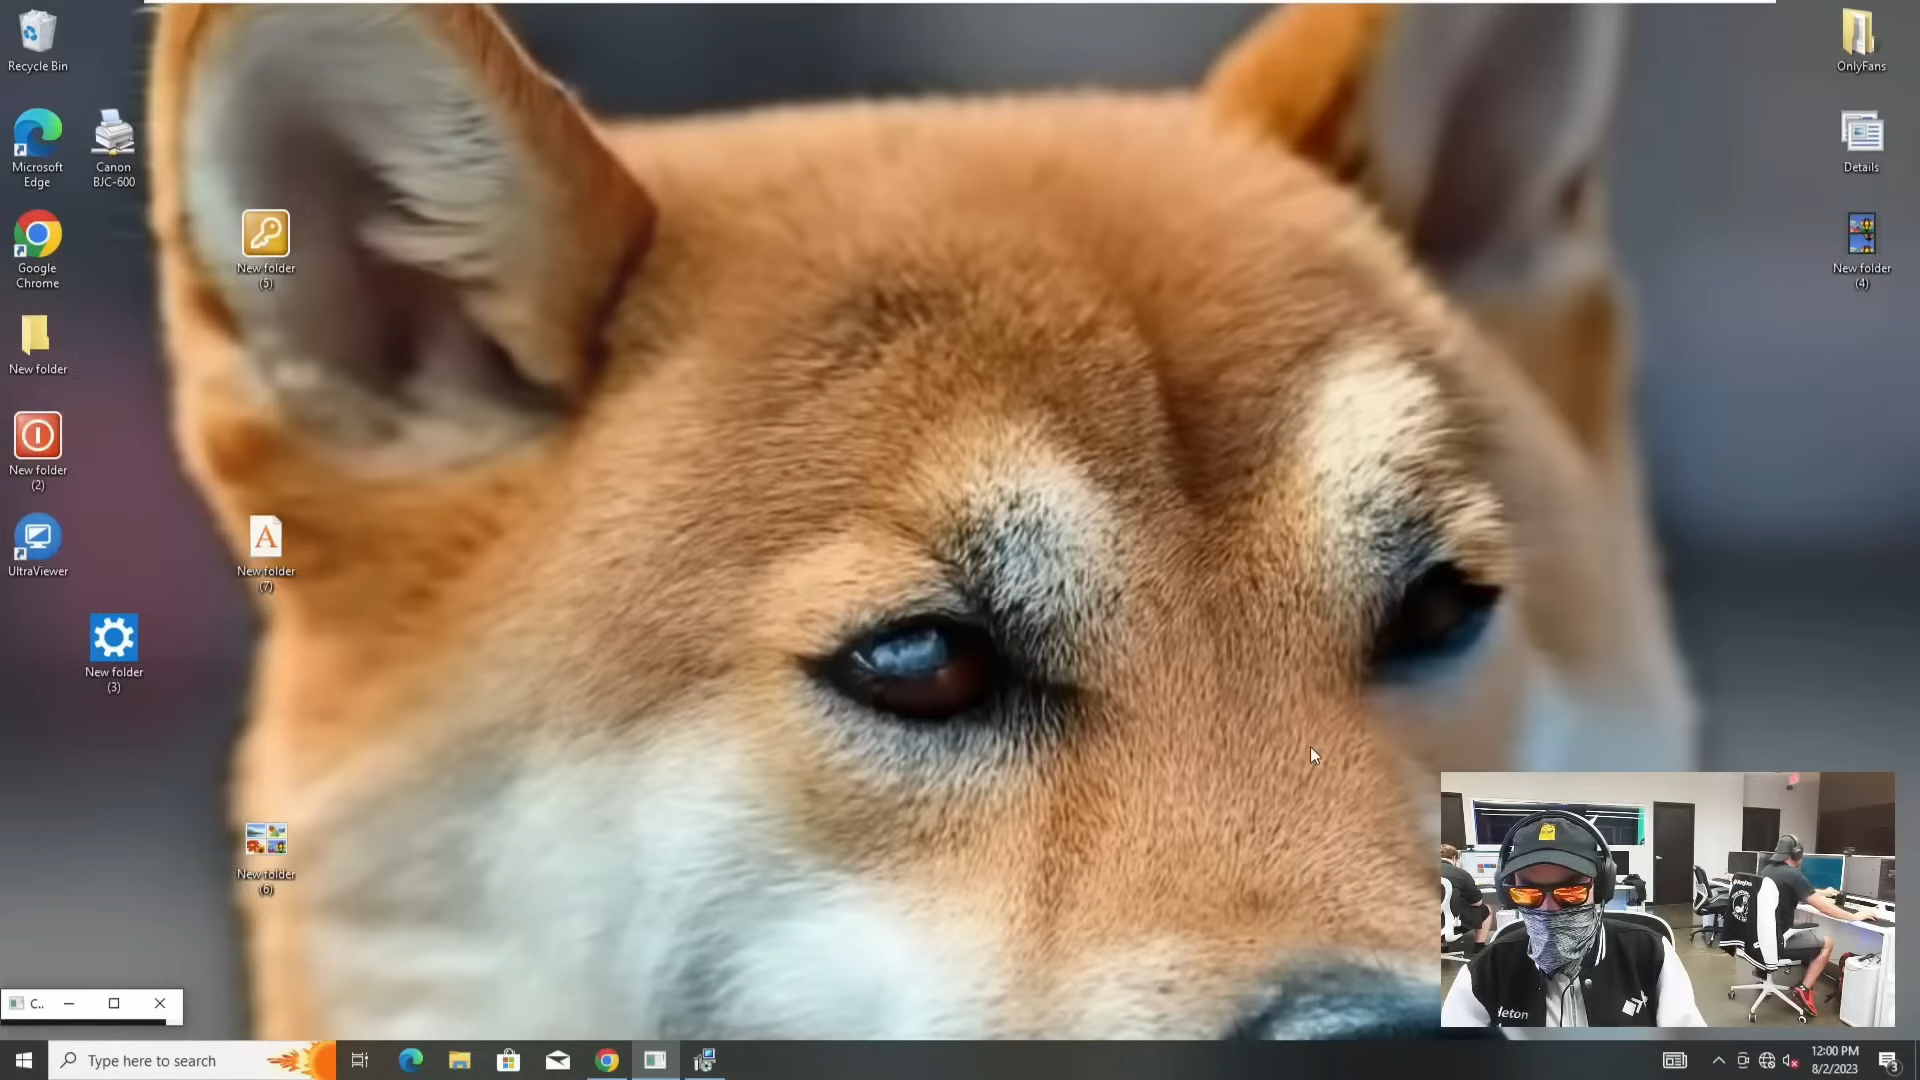 Recycle Bin
OnlyFans
Microsoft
Edge
Canon
BJC-600
Details
Google
Chrome
New folder
(5)
New folder
(4)
New folder
New folder
(2)
UltraViewer
New folder
(7)
New folder
(3)
New folder
(6)
C..
leton
Type here to search
12:00 PM
8/2/2023
3